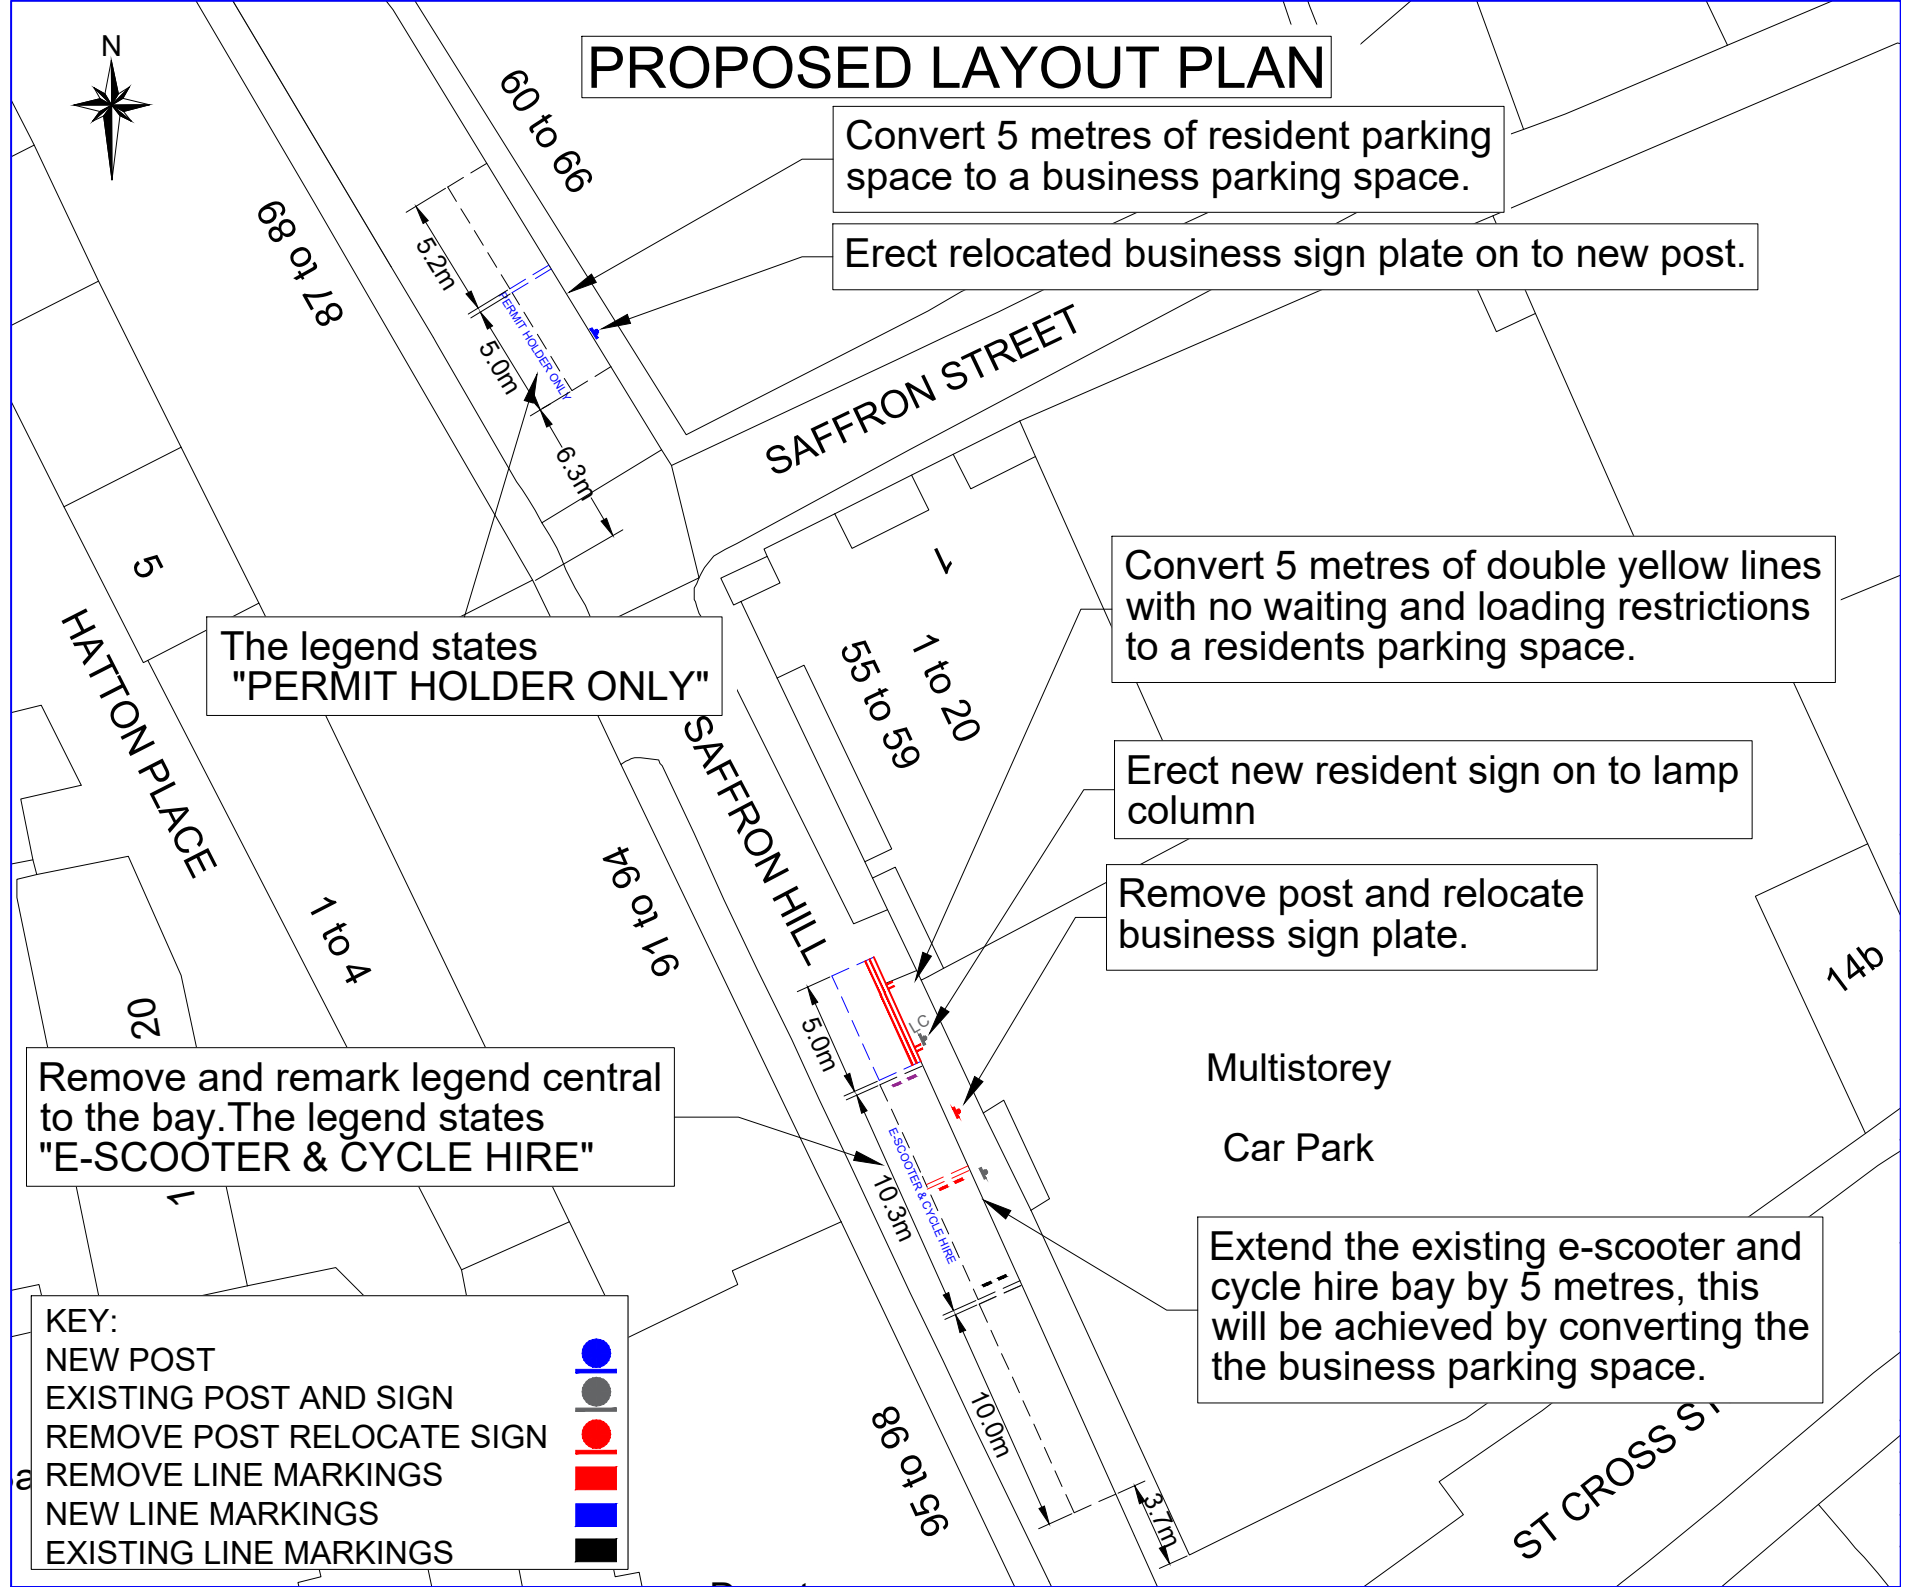 N
PROPOSED LAYOUT PLAN
60 to 66
Convert 5 metres of resident parking
space to a business parking space.
Erect relocated business sign plate on to new post.
87 to 89
5.2m
PERMIT HOLDER ONLY
5.0m
6.3m
SAFFRON STREET
5
1
Convert 5 metres of double yellow lines
with no waiting and loading restrictions
to a residents parking space.
The legend states
"PERMIT HOLDER ONLY"
HATTON PLACE
1 to 20
55 to 59
SAFFRON HILL
Erect new resident sign on to lamp
column
91 to 94
Remove post and relocate
business sign plate.
1 to 4
14b
20
LC
5.0m
Multistorey
Car Park
Remove and remark legend central
to the bay.The legend states
"E-SCOOTER & CYCLE HIRE"
1
E-SCOOTER & CYCLE HIRE
10.3m
Extend the existing e-scooter and
cycle hire bay by 5 metres, this
will be achieved by converting the
the business parking space.
10.0m
95 to 98
3.7m
ST CROSS ST
KEY:
NEW POST
EXISTING POST AND SIGN
REMOVE POST RELOCATE SIGN
REMOVE LINE MARKINGS
NEW LINE MARKINGS
EXISTING LINE MARKINGS